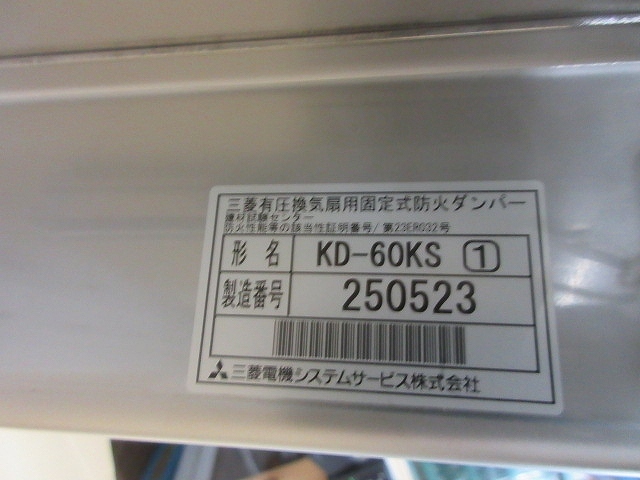 三菱有圧換気扇用固定式防火ダンパー
建材試験センター
防火性能等の該当性証明番号/第23ER032号
形名 KD-60KS 1
製造番号 250523
三菱電機システムサービス株式会社